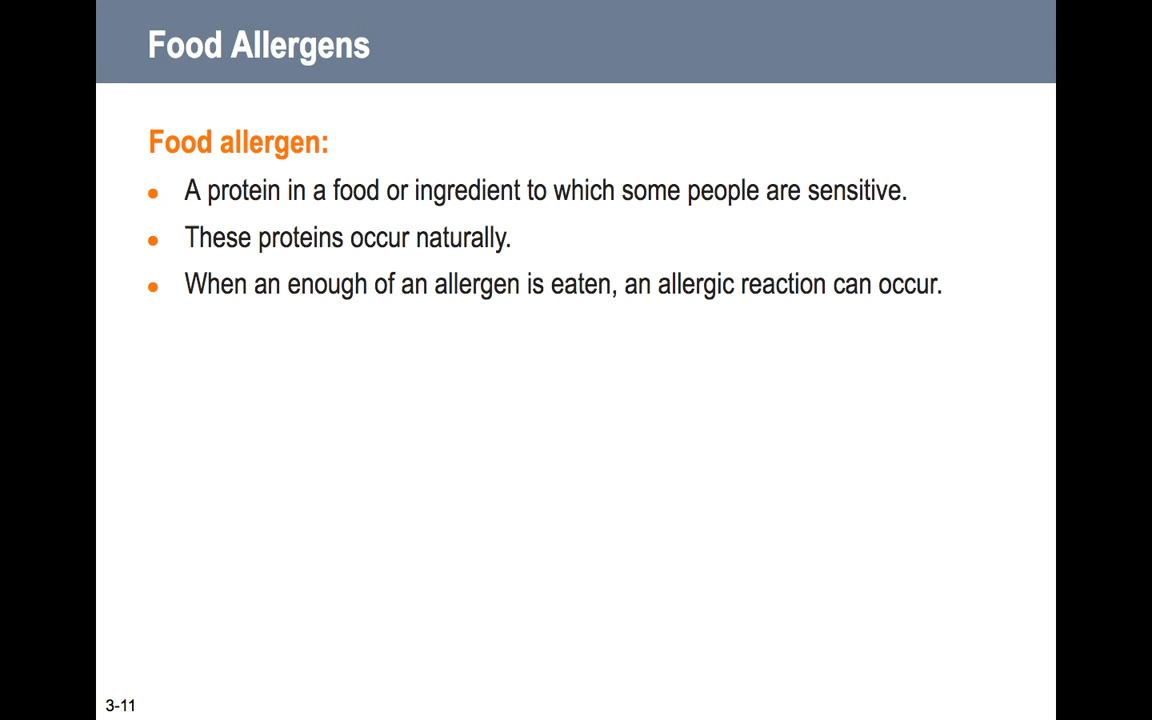 Food Allergens
Food allergen:
• A protein in a food or ingredient to which some people are sensitive.
• These proteins occur naturally.
• When an enough of an allergen is eaten, an allergic reaction can occur.
3-11